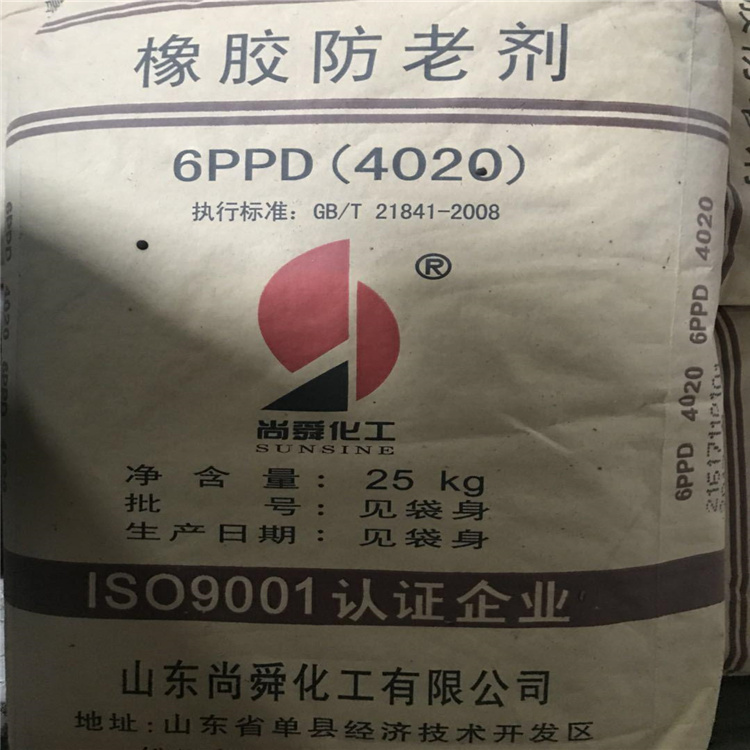 橡胶防老剂
6PPD(4020)
执行标准：GB/T 21841-2008
®
尚舜化工
SUNSINE
净含量：25 kg
批号：见袋身
生产日期：见袋身
ISO9001认证企业
山东尚舜化工有限公司
地址:山东省单县经济技术开发区
6PPD 4020 6PPD 4020